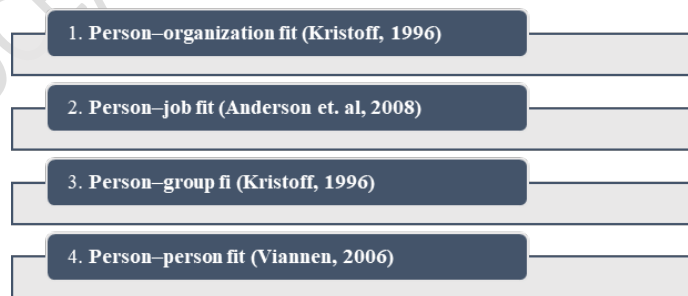 1. Person–organization fit (Kristoff, 1996)
2. Person–job fit (Anderson et. al, 2008)
3. Person–group fi (Kristoff, 1996)
4. Person–person fit (Viannen, 2006)